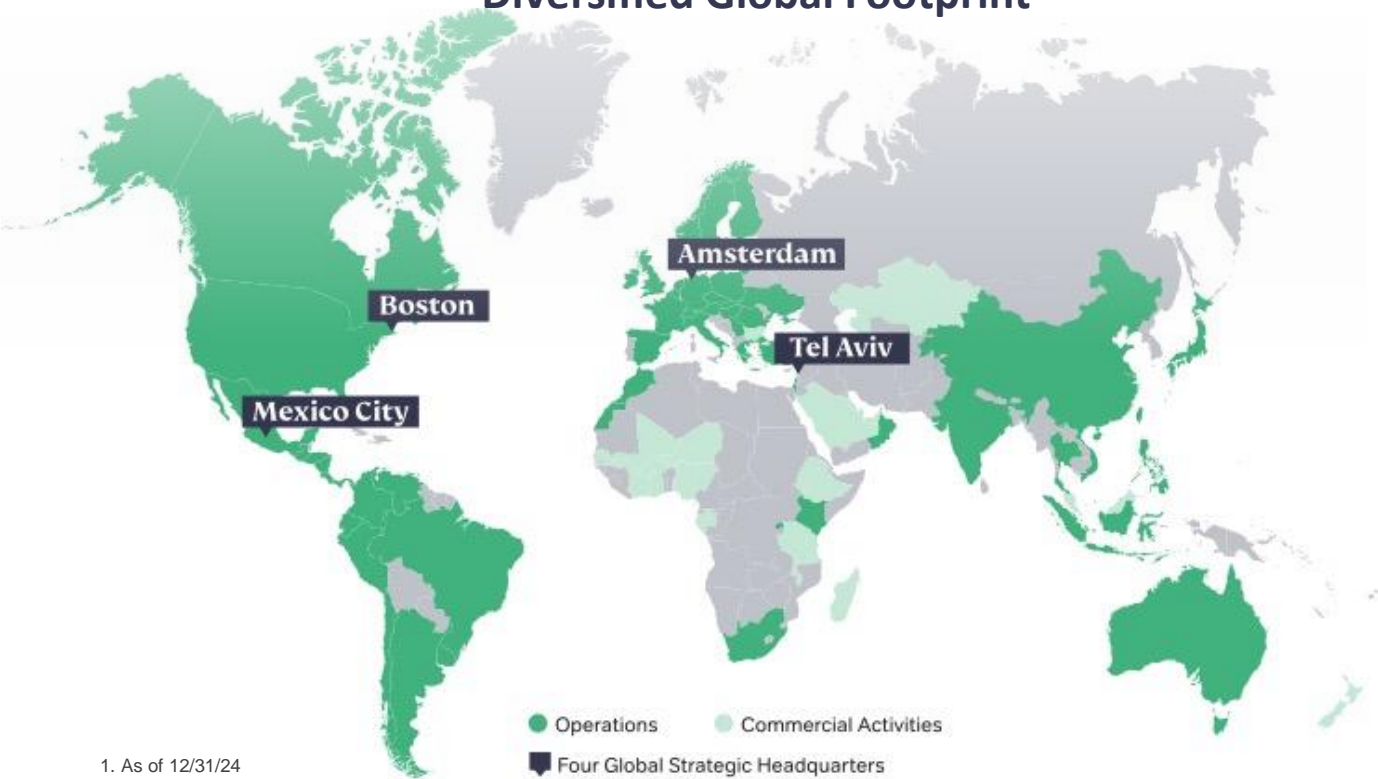 Diversified Global Footprint
Amsterdam
Boston
Tel Aviv
Mexico City
Operations
Commercial Activities
Four Global Strategic Headquarters
1. As of 12/31/24